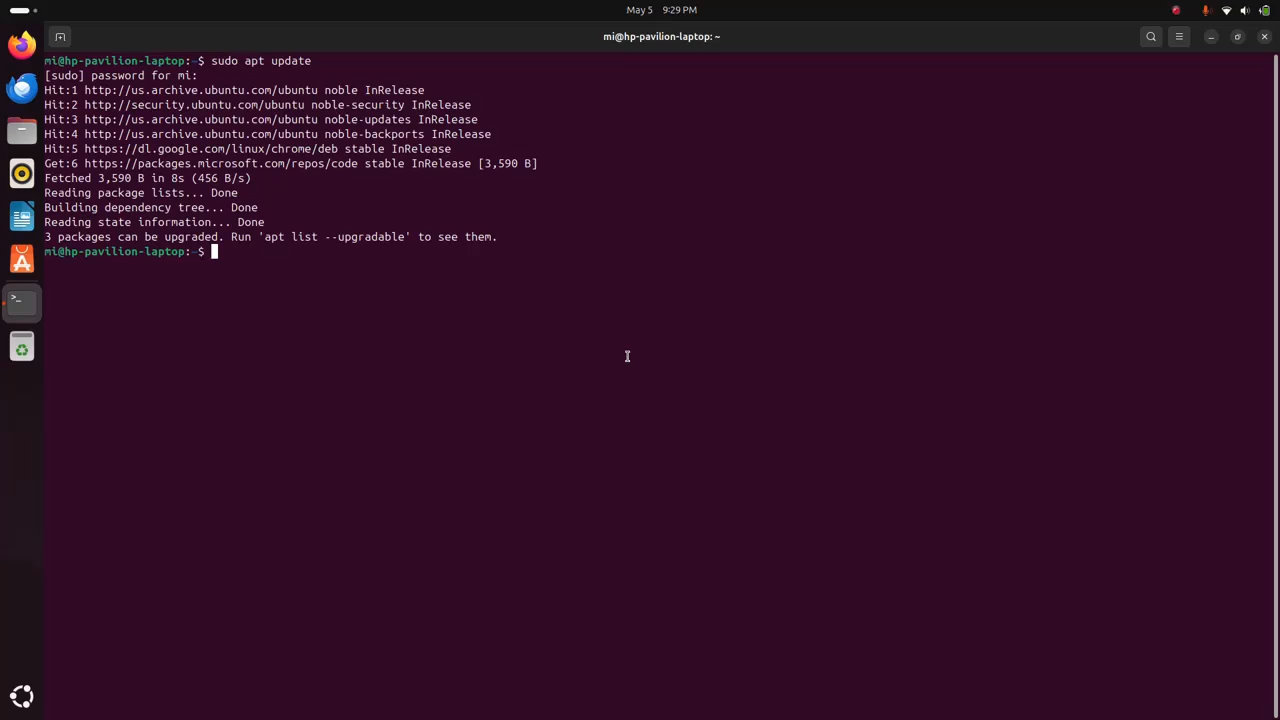 May 5 9:29 PM
mi@hp-pavilion-laptop: ~
mi@hp-pavilion-laptop:~$ sudo apt update
[sudo] password for mi:
Hit:1 http://us.archive.ubuntu.com/ubuntu noble InRelease
Hit:2 http://security.ubuntu.com/ubuntu noble-security InRelease
Hit:3 http://us.archive.ubuntu.com/ubuntu noble-updates InRelease
Hit:4 http://us.archive.ubuntu.com/ubuntu noble-backports InRelease
Hit:5 https://dl.google.com/linux/chrome/deb stable InRelease
Get:6 https://packages.microsoft.com/repos/code stable InRelease [3,590 B]
Fetched 3,590 B in 8s (456 B/s)
Reading package lists... Done
Building dependency tree... Done
Reading state information... Done
3 packages can be upgraded. Run 'apt list --upgradable' to see them.
mi@hp-pavilion-laptop:~$